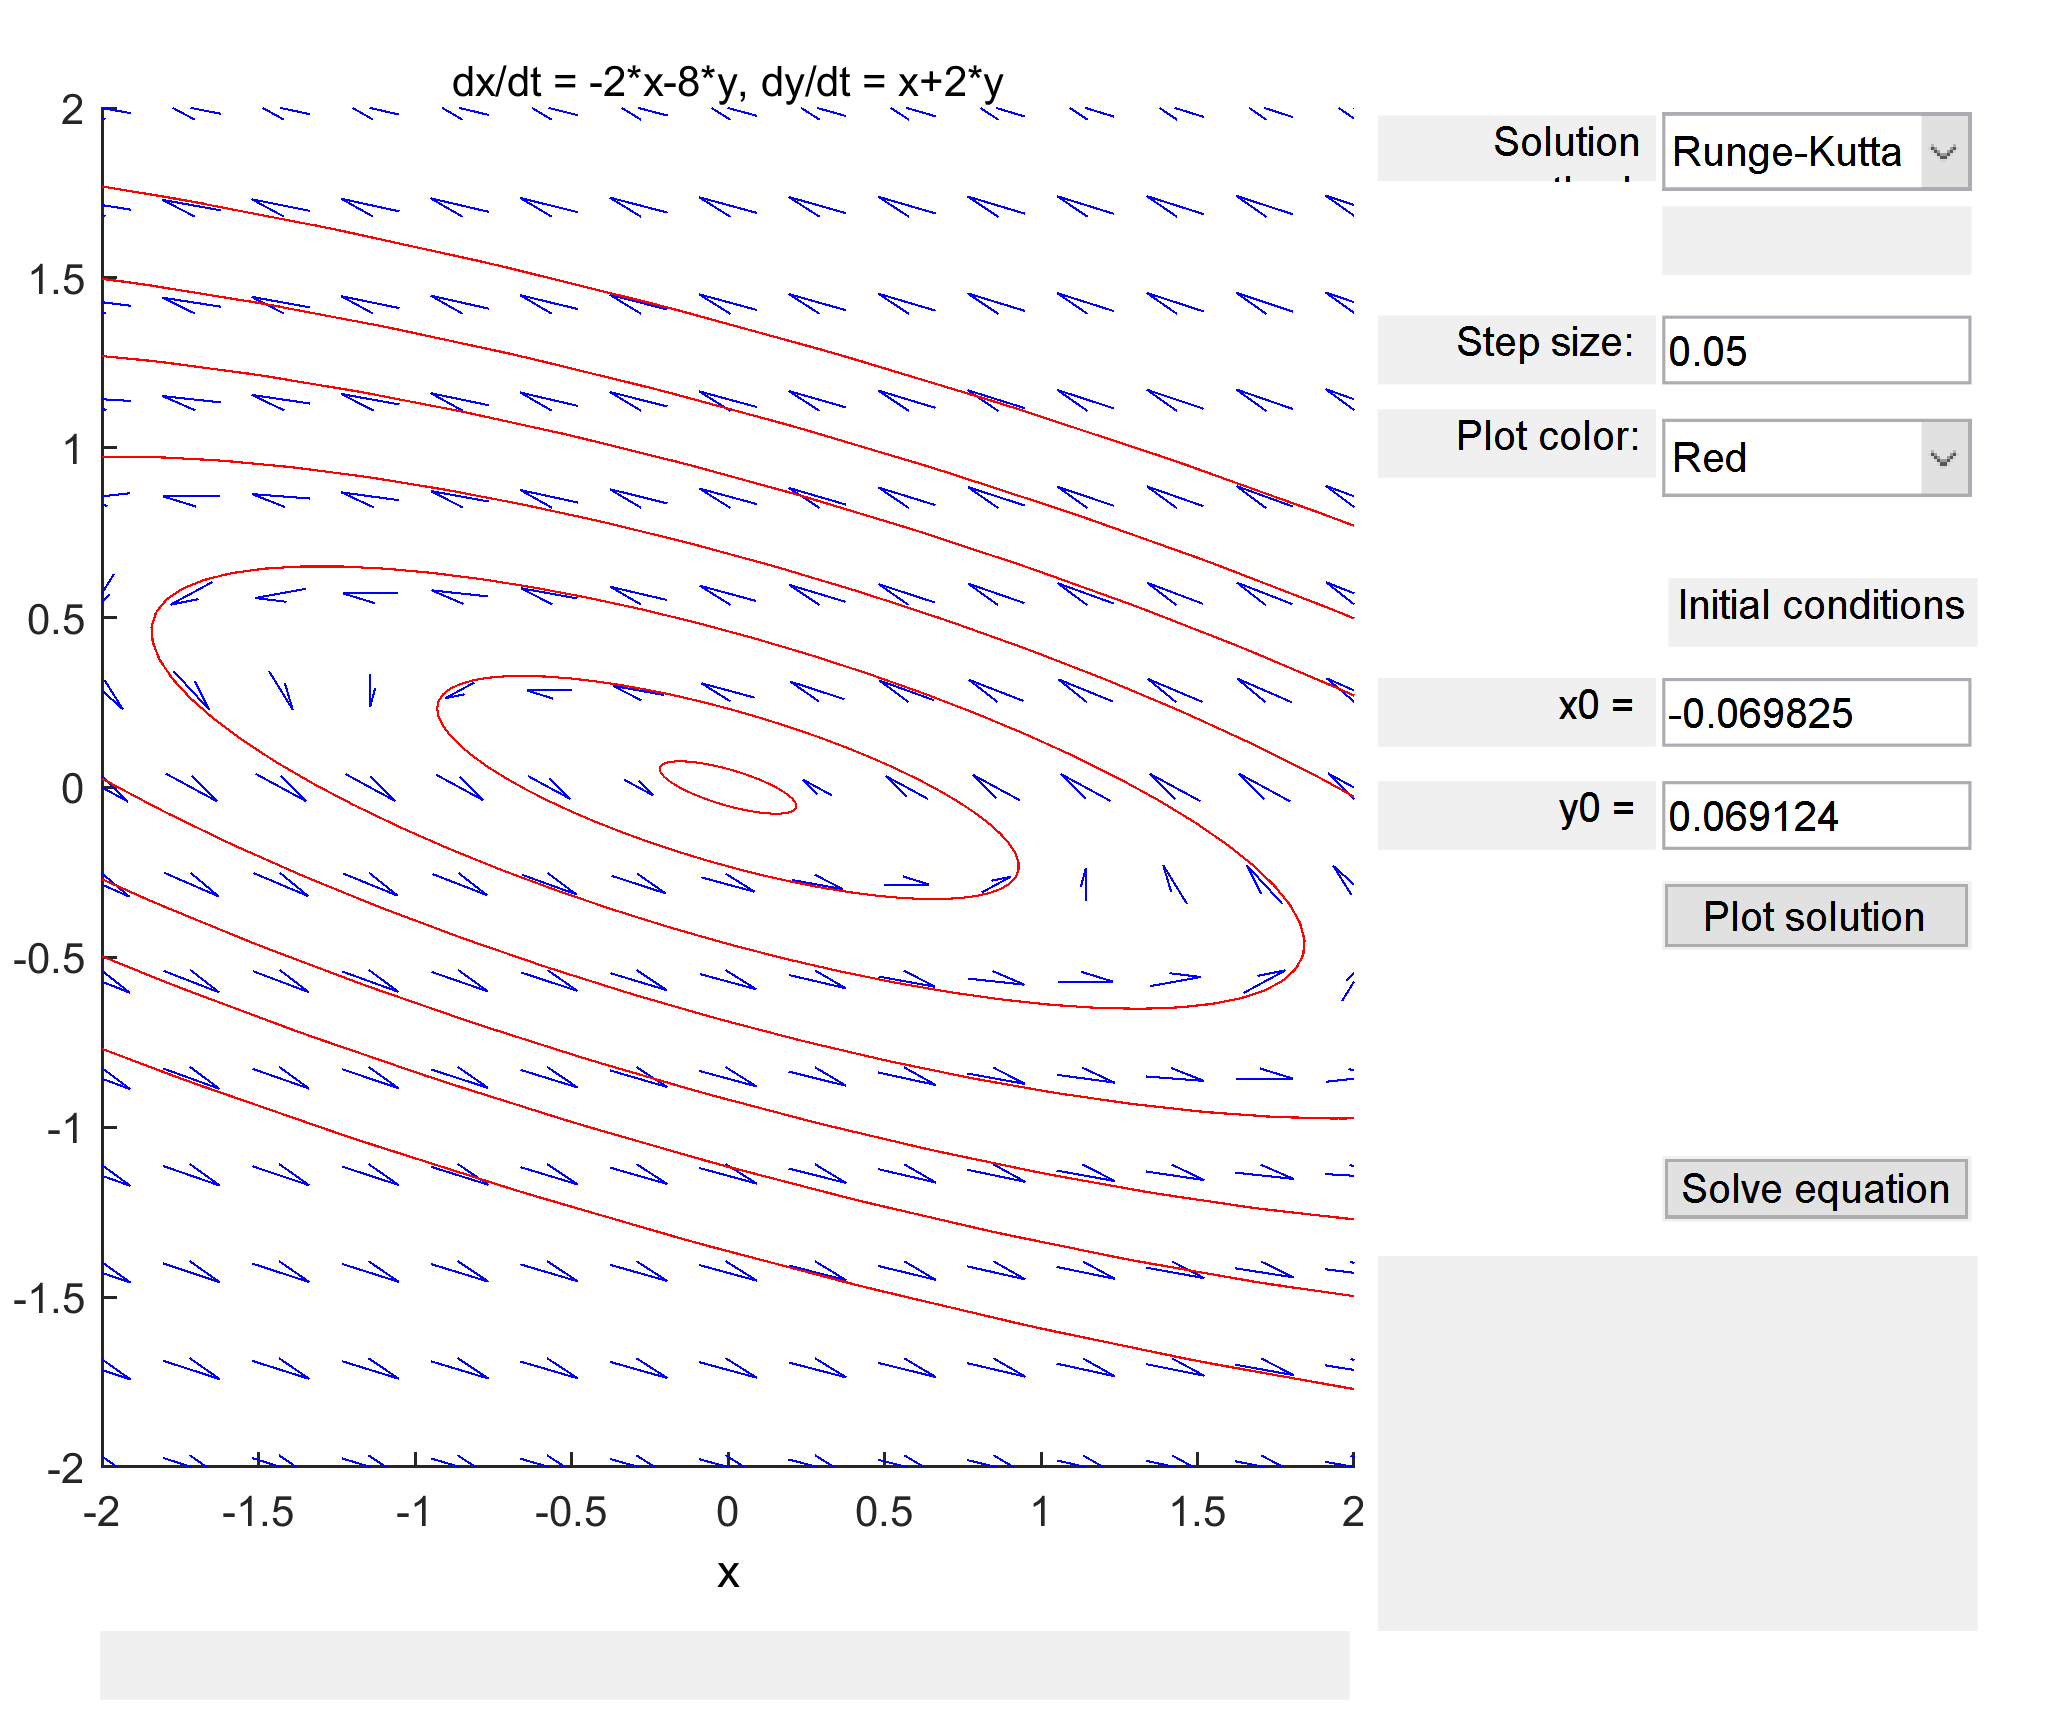 dx/dt = -2*x-8*y, dy/dt = x+2*y
2
1.5
1
0.5
0
-0.5
-1
-1.5
-2
-2 -1.5 -1 -0.5 0 0.5 1 1.5 2
x
Solution
Runge-Kutta
Step size:
0.05
Plot color:
Red
Initial conditions
x0 =
-0.069825
y0 =
0.069124
Plot solution
Solve equation